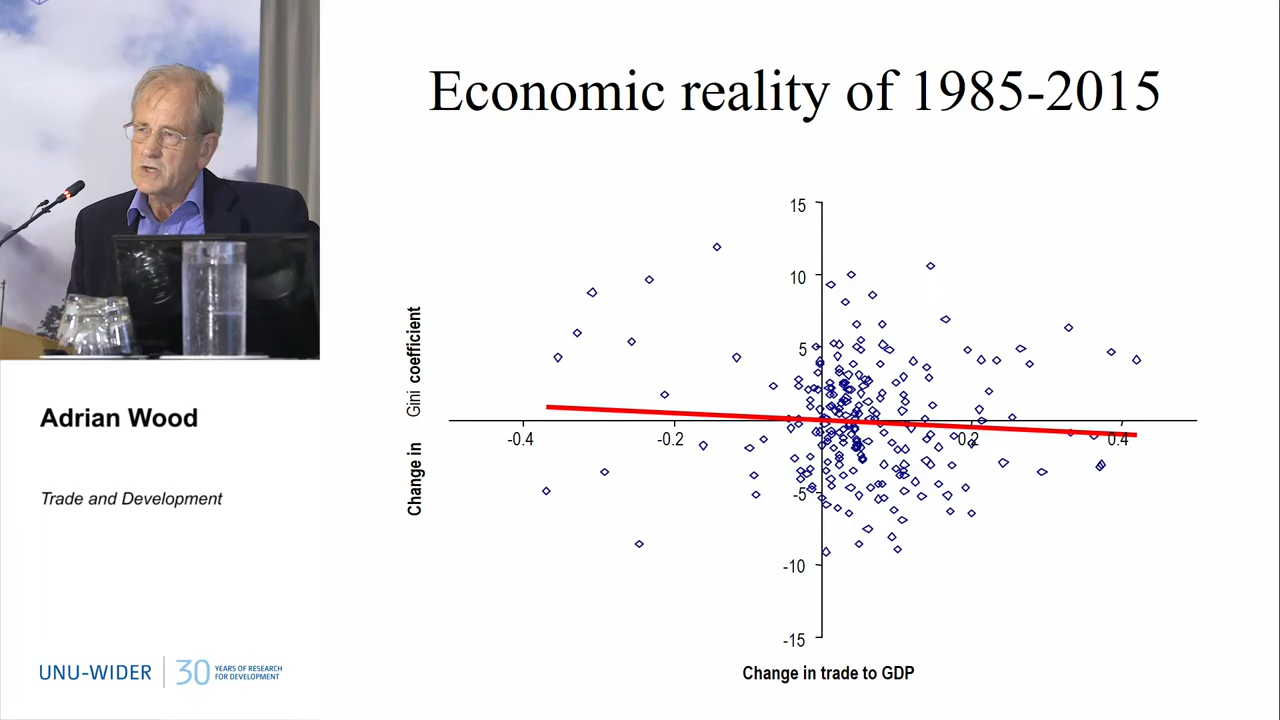 Economic reality of 1985-2015
15
10
5
-0.4
-0.2
0.2
0.4
-5
-10
-15
Change in Gini coefficient
Change in trade to GDP
Adrian Wood
Trade and Development
UNU-WIDER
30 YEARS OF RESEARCH
FOR DEVELOPMENT